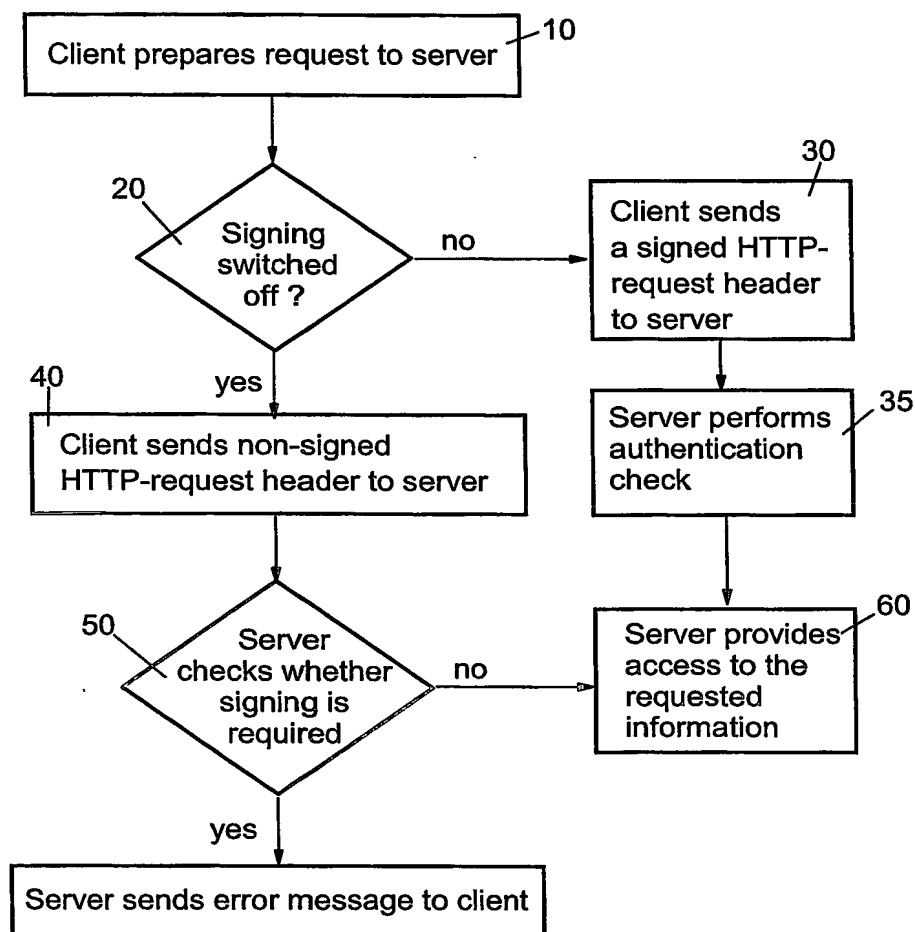 10
Client prepares request to server
20
Signing
switched
off ?
no
30
Client sends
a signed HTTP-
request header
to server
yes
40
Client sends non-signed
HTTP-request header to server
35
Server performs
authentication
check
50
Server
checks whether
signing is
required
no
60
Server provides
access to the
requested
information
yes
Server sends error message to client